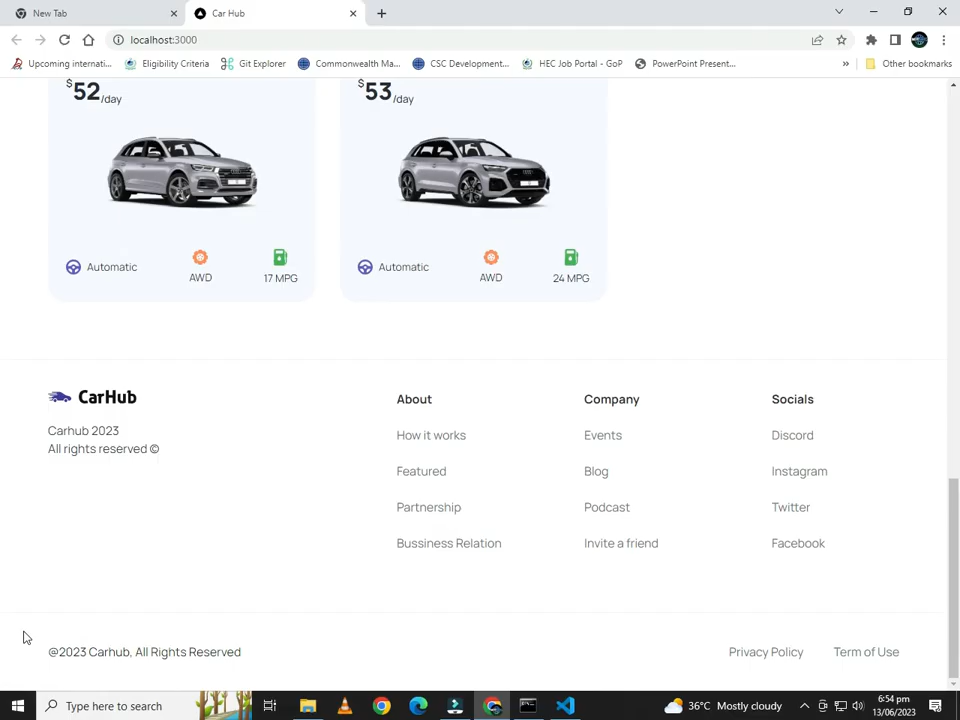 New Tab
Car Hub
localhost:3000
Upcoming internati...
Eligibility Criteria
Git Explorer
Commonwealth Ma...
CSC Development...
HEC Job Portal - GoP
PowerPoint Present...
»
Other bookmarks
$52/day
$53/day
Automatic
AWD
17 MPG
Automatic
AWD
24 MPG
CarHub
Carhub 2023
All rights reserved ©
About
How it works
Featured
Partnership
Bussiness Relation
Company
Events
Blog
Podcast
Invite a friend
Socials
Discord
Instagram
Twitter
Facebook
@2023 Carhub, All Rights Reserved
Privacy Policy
Term of Use
Type here to search
36°C Mostly cloudy
6:54 pm
13/06/2023